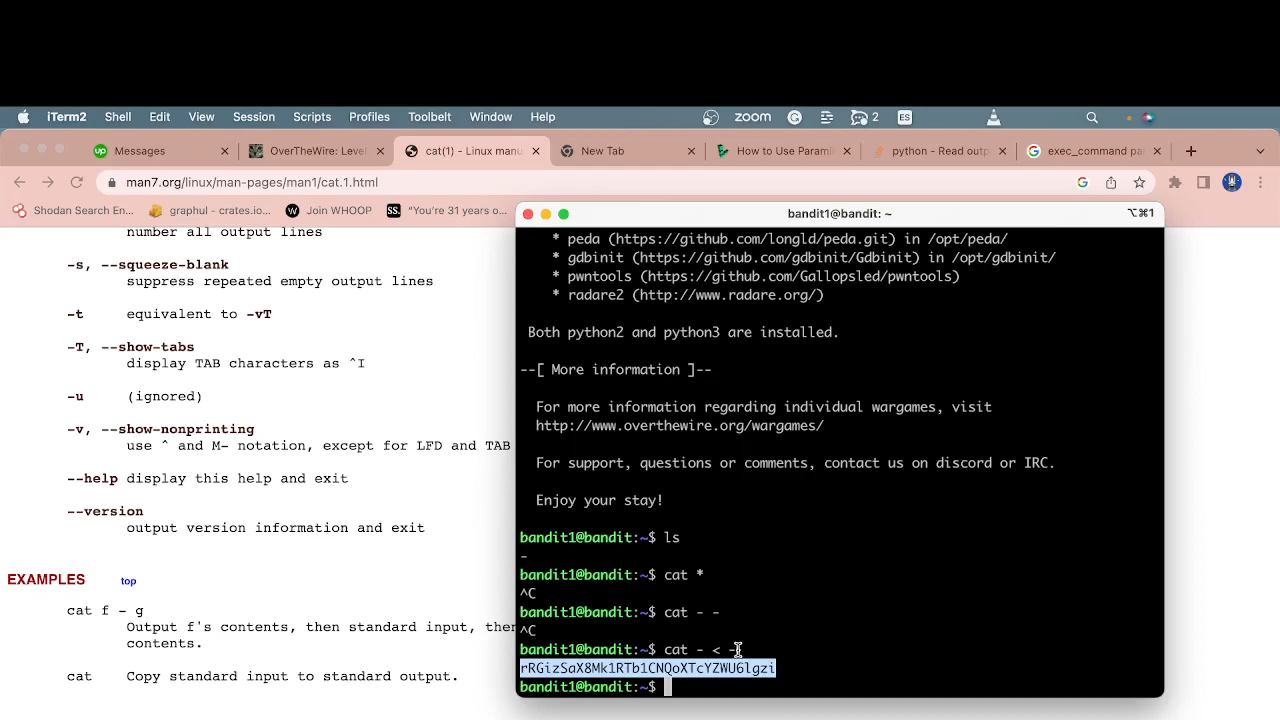 iTerm2 Shell Edit View Session Scripts Profiles Toolbelt Window Help zoom 2 ES
Messages OverTheWire: Level cat(1) - Linux manu New Tab How to Use Parami python - Read outp exec_command pa
man7.org/linux/man-pages/man1/cat.1.html
Shodan Search En... graphul - crates.io... Join WHOOP SS. "You're 31 years o...
number all output lines
-s, --squeeze-blank
suppress repeated empty output lines
-t equivalent to -vT
-T, --show-tabs
display TAB characters as ^I
-u (ignored)
-v, --show-nonprinting
use ^ and M- notation, except for LFD and TAB
--help display this help and exit
--version
output version information and exit
EXAMPLES top
cat f - g
Output f's contents, then standard input, then
contents.
cat Copy standard input to standard output.
bandit1@bandit: ~ ⌥⌘1
* peda (https://github.com/longld/peda.git) in /opt/peda/
* gdbinit (https://github.com/gdbinit/Gdbinit) in /opt/gdbinit/
* pwntools (https://github.com/Gallopsled/pwntools)
* radare2 (http://www.radare.org/)
Both python2 and python3 are installed.
--[ More information ]--
For more information regarding individual wargames, visit
http://www.overthewire.org/wargames/
For support, questions or comments, contact us on discord or IRC.
Enjoy your stay!
bandit1@bandit:~$ ls
-
bandit1@bandit:~$ cat *
^C
bandit1@bandit:~$ cat - -
^C
bandit1@bandit:~$ cat - < -
rRGizSaX8Mk1RTb1CNQoXTcYZWU6lgzi
bandit1@bandit:~$